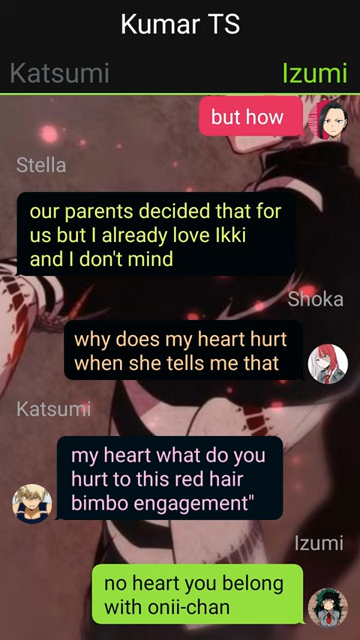 Kumar TS
Katsumi
Izumi
but how
Stella
our parents decided that for
us but I already love Ikki
and I don't mind
Shoka
why does my heart hurt
when she tells me that
Katsumi
my heart what do you
hurt to this red hair
bimbo engagement"
Izumi
no heart you belong
with onii-chan